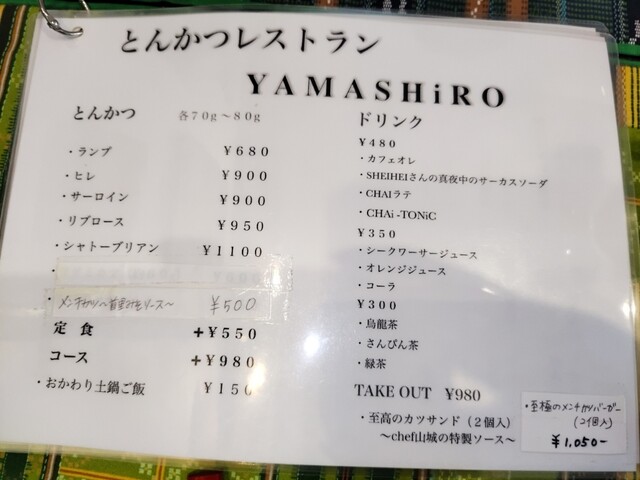 とんかつレストラン
YAMASHiRO
とんかつ 各70g～80g
・ランプ ¥680
・ヒレ ¥900
・サーロイン ¥900
・リブロース ¥950
・シャトーブリアン ¥1100
・メンチカツ～首里みそソース～ ¥500
定食 +¥550
コース +¥980
・おかわり土鍋ご飯 ¥150
ドリンク
¥480
・カフェオレ
・SHEIHEIさんの真夜中のサーカスソーダ
・CHAIラテ
・CHAi -TONiC
¥350
・シークワーサージュース
・オレンジジュース
・コーラ
¥300
・烏龍茶
・さんぴん茶
・緑茶
TAKE OUT ¥980
・至高のカツサンド（2個入）
～chef山城の特製ソース～
・至極のメンチカツバーガー
(2個入)
¥1,050-